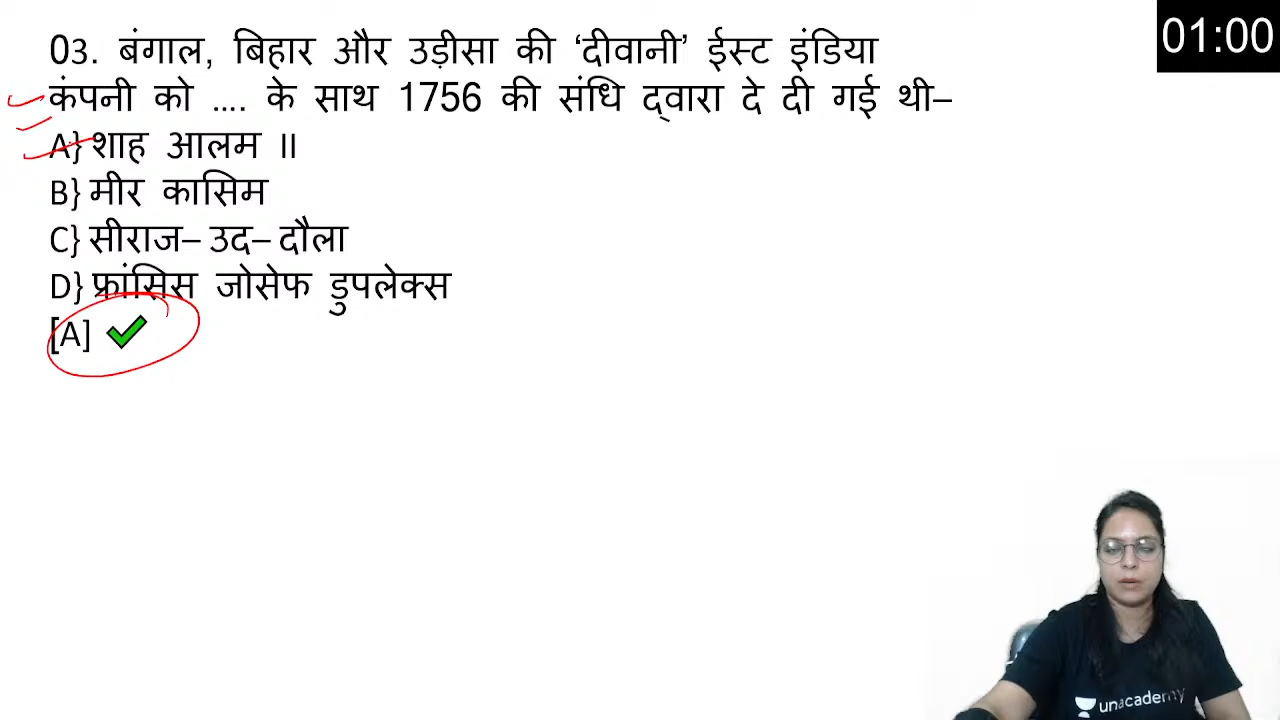 03. बंगाल, बिहार और उड़ीसा की ‘दीवानी’ ईस्ट इंडिया
कंपनी को .... के साथ 1756 की संधि द्वारा दे दी गई थी–
A} शाह आलम ॥
B} मीर कासिम
C} सीराज– उद– दौला
D} फ्रांसिस जोसेफ डुपलेक्स
[A]
01:00
unacademy